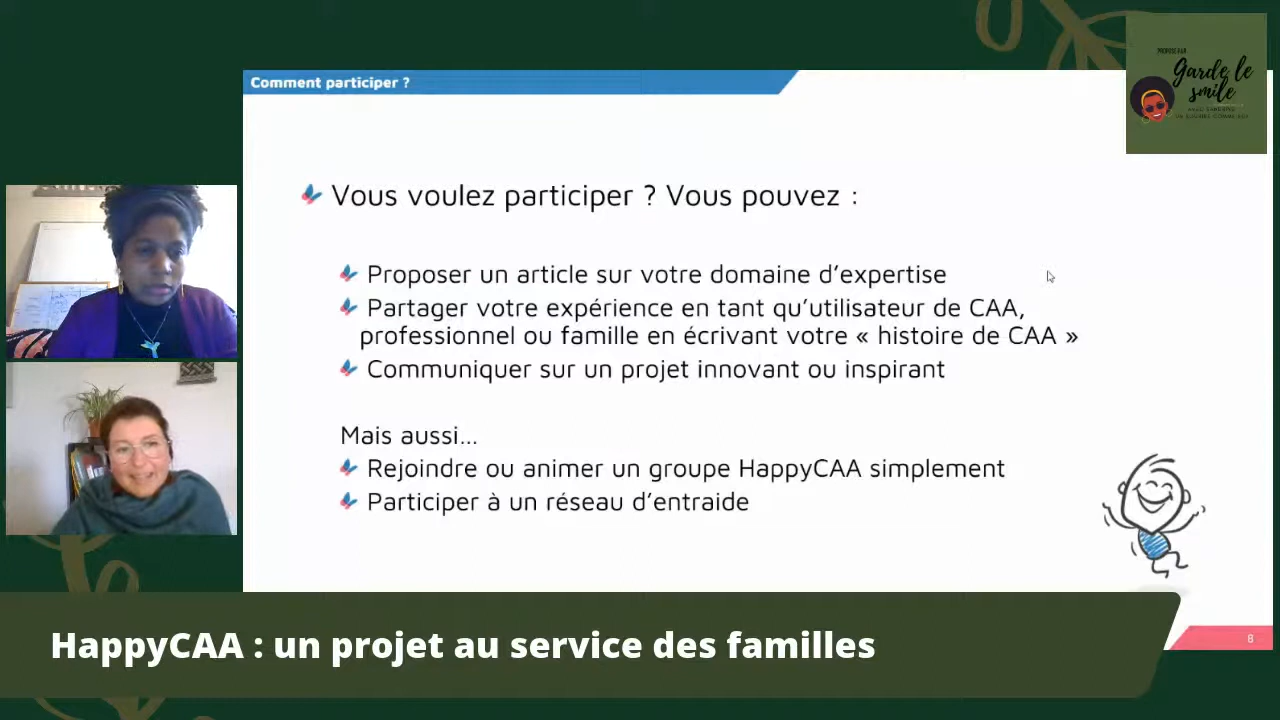 Comment participer ?
PROPOSÉ PAR
Garde le
smile
Vous voulez participer ? Vous pouvez :
Proposer un article sur votre domaine d’expertise
Partager votre expérience en tant qu’utilisateur de CAA,
professionnel ou famille en écrivant votre « histoire de CAA »
Communiquer sur un projet innovant ou inspirant
Mais aussi…
Rejoindre ou animer un groupe HappyCAA simplement
Participer à un réseau d’entraide
HappyCAA : un projet au service des familles
8